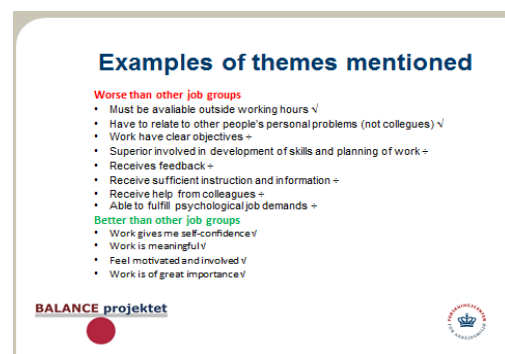 Examples of themes mentioned
Worse than other job groups
• Must be avaliable outside working hours √
• Have to relate to other people's personal problems (not collegues) √
• Work have clear objectives ÷
• Superior involved in development of skills and planning of work ÷
• Receives feedback ÷
• Receive sufficient instruction and information ÷
• Receive help from colleagues ÷
• Able to fulfill psychological job demands ÷
Better than other job groups
• Work gives me self-confidence √
• Work is meaningful √
• Feel motivated and involved √
• Work is of great importance √
BALANCE projektet